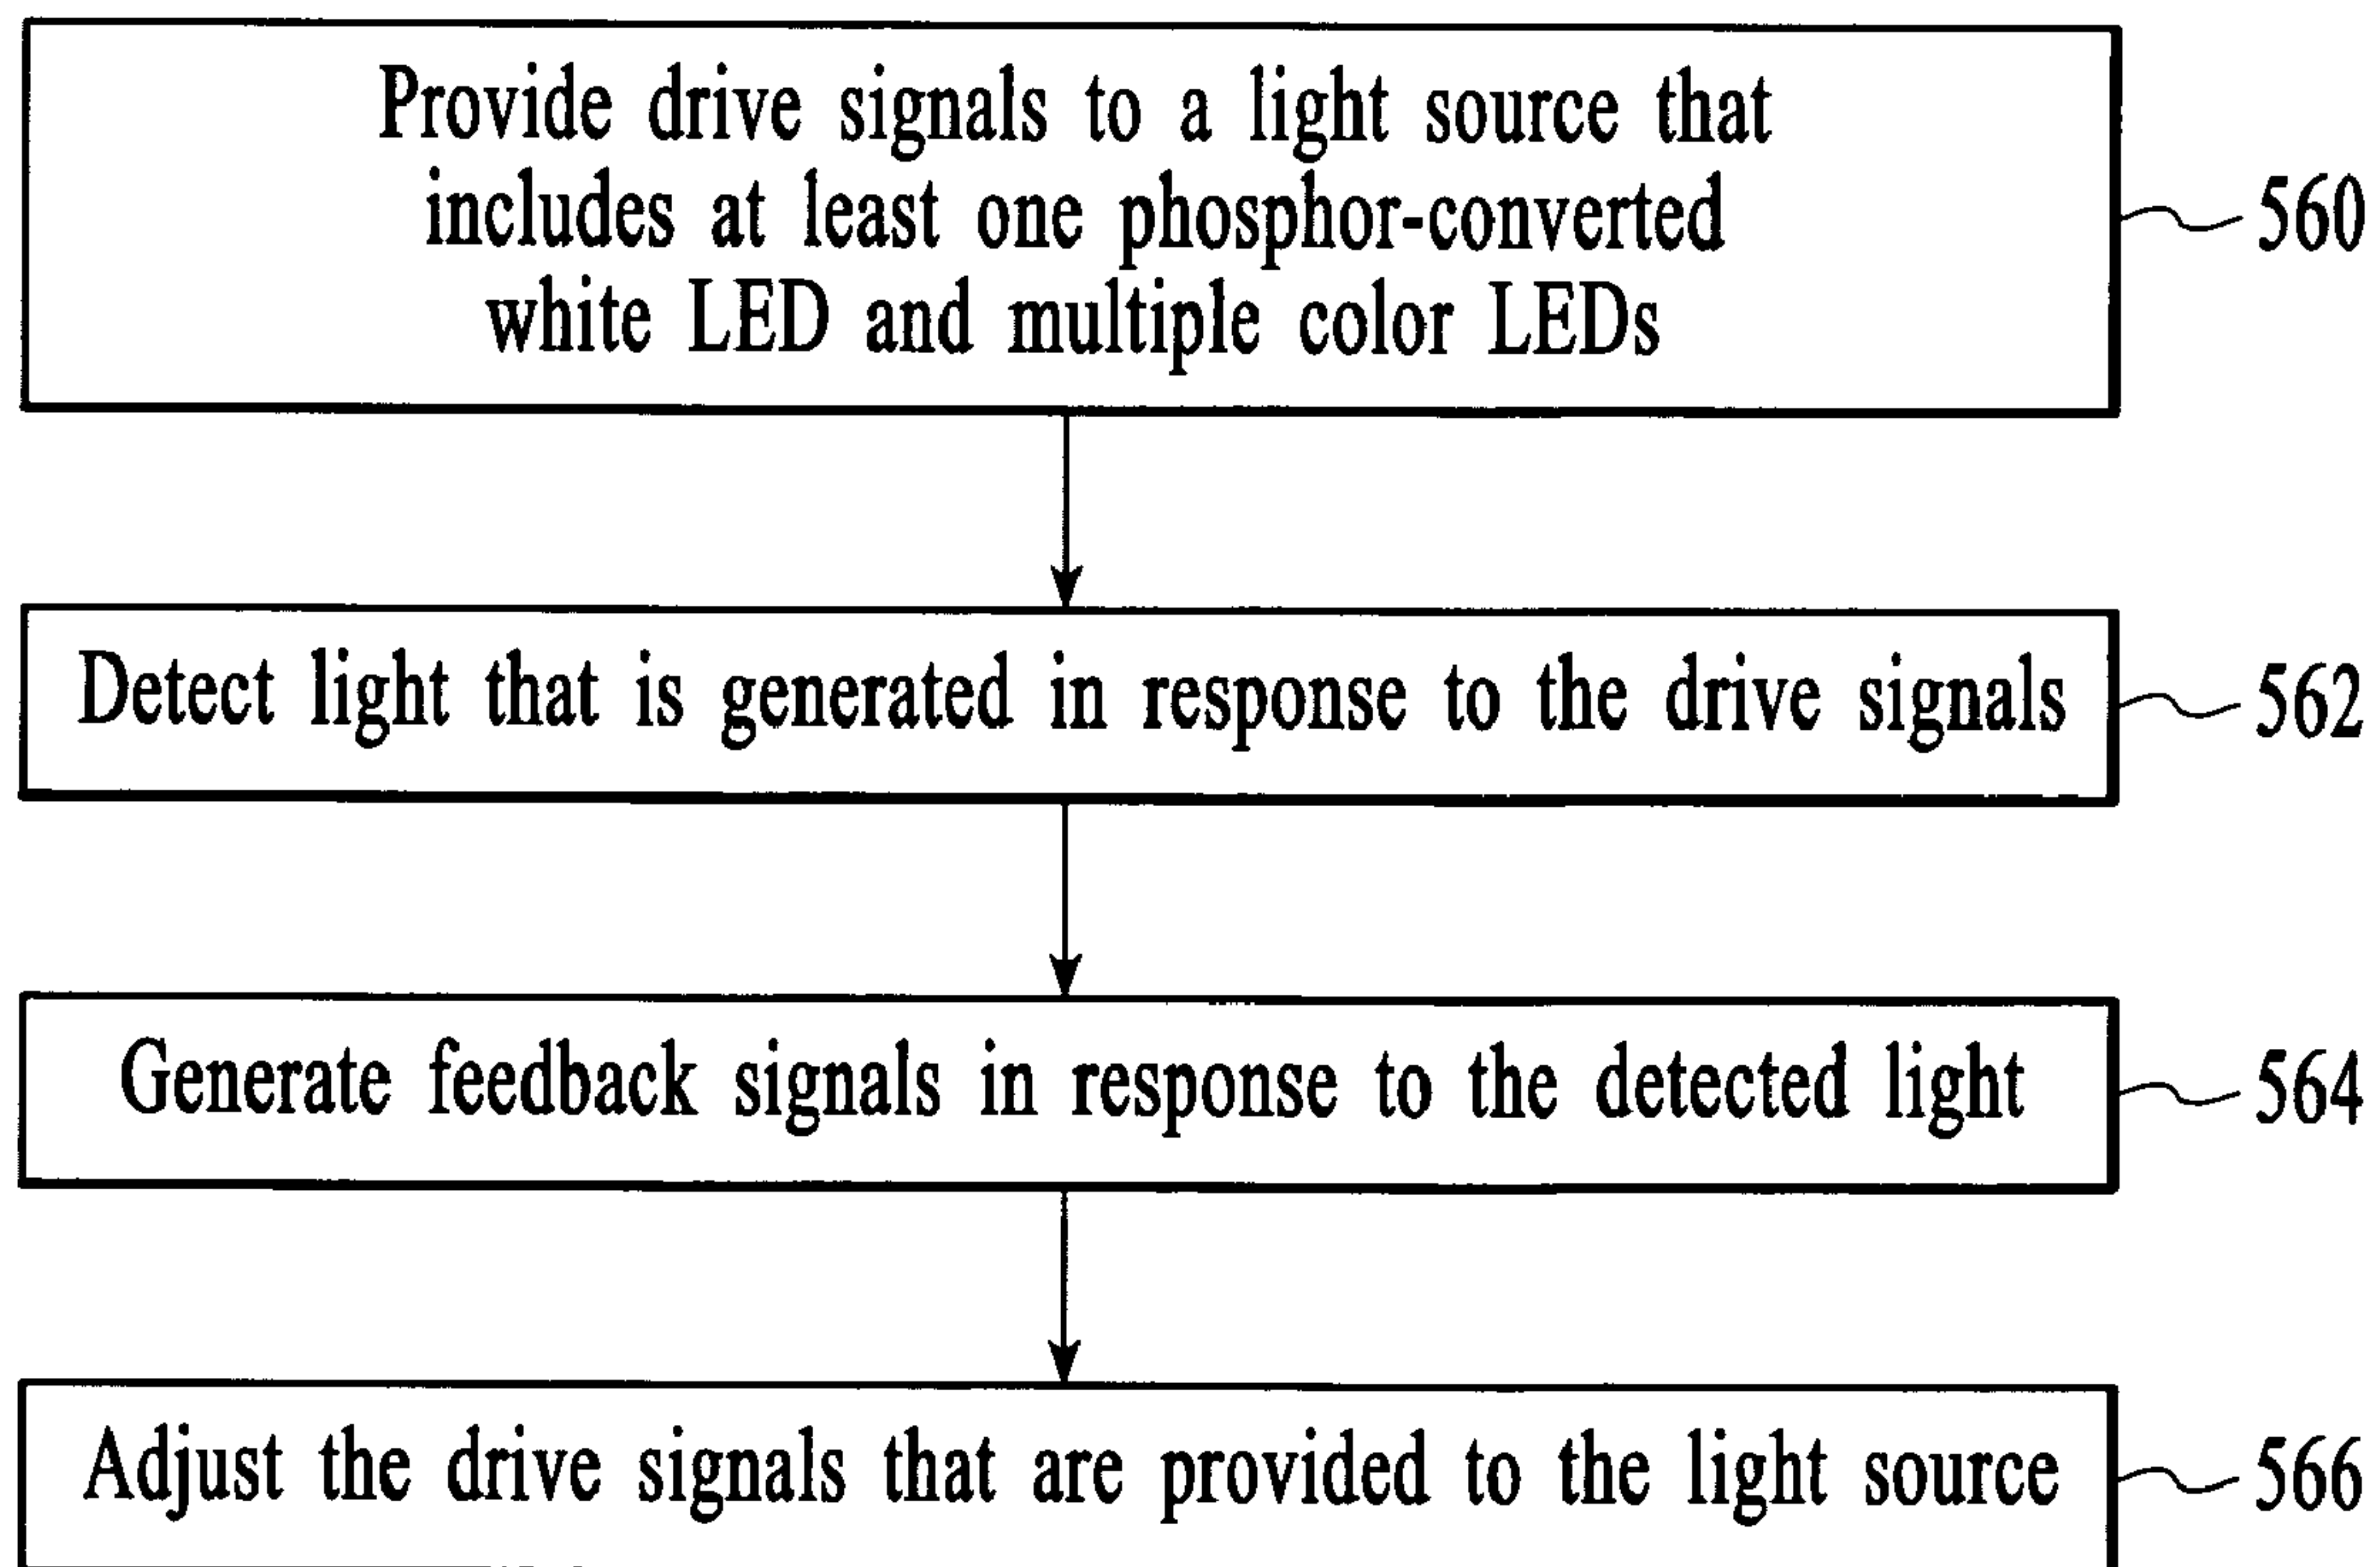 Provide drive signals to a light source that
includes at least one phosphor-converted
white LED and multiple color LEDs
560
Detect light that is generated in response to the drive signals
562
Generate feedback signals in response to the detected light
564
Adjust the drive signals that are provided to the light source
566